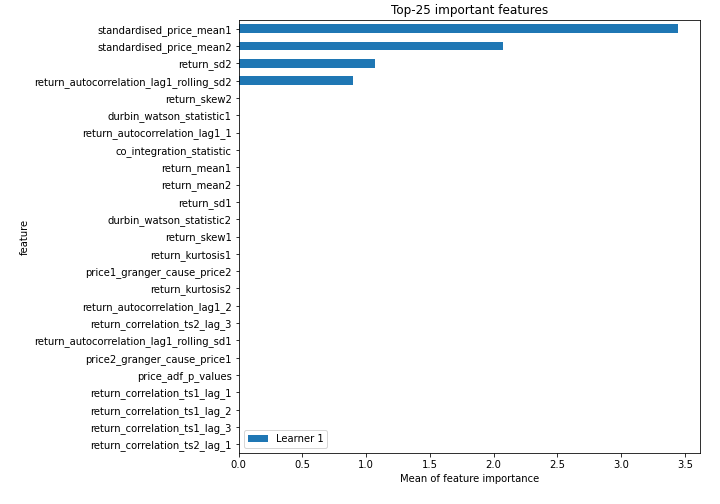 Top-25 important features
standardised_price_mean1
standardised_price_mean2
return_sd2
return_autocorrelation_lag1_rolling_sd2
return_skew2
durbin_watson_statistic1
return_autocorrelation_lag1_1
co_integration_statistic
return_mean1
return_mean2
return_sd1
durbin_watson_statistic2
return_skew1
return_kurtosis1
price1_granger_cause_price2
return_kurtosis2
return_autocorrelation_lag1_2
return_correlation_ts2_lag_3
return_autocorrelation_lag1_rolling_sd1
price2_granger_cause_price1
price_adf_p_values
return_correlation_ts1_lag_1
return_correlation_ts1_lag_2
return_correlation_ts1_lag_3
return_correlation_ts2_lag_1
feature
Learner 1
0.0 0.5 1.0 1.5 2.0 2.5 3.0 3.5
Mean of feature importance